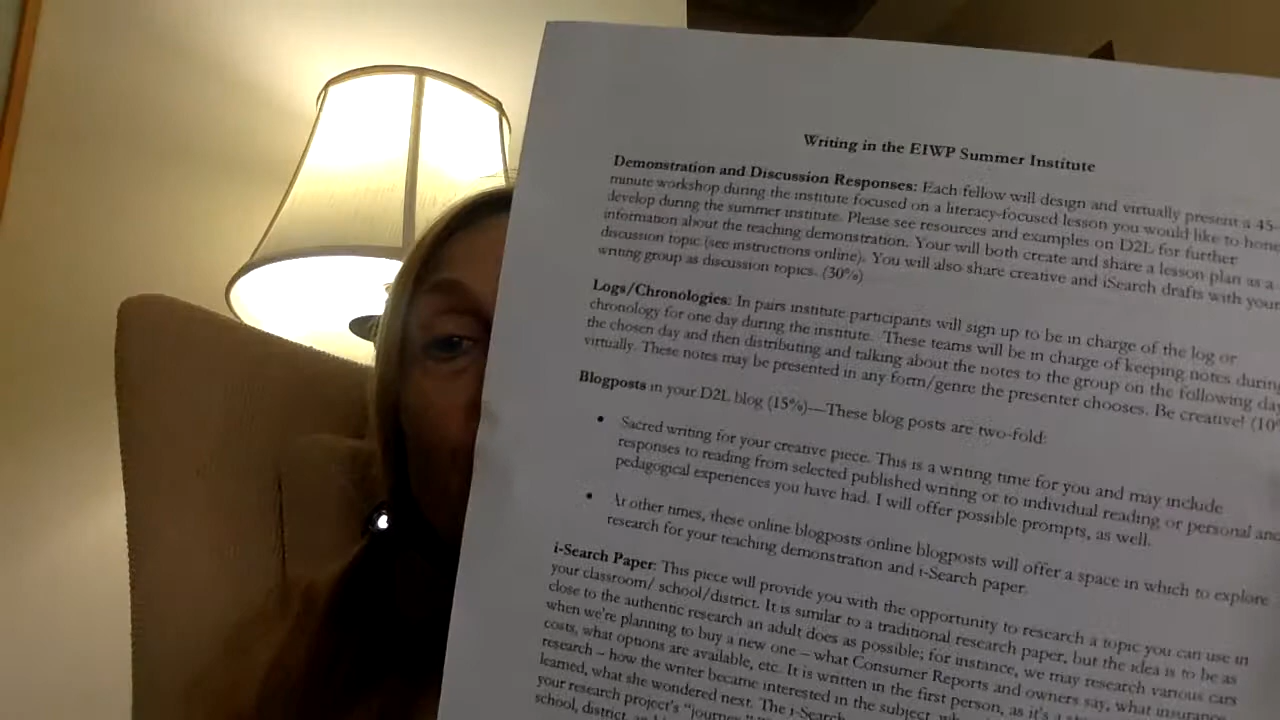 Writing in the EIWP Summer Institute
Demonstration and Discussion Responses: Each fellow will design and virtually present a 45-
minute workshop during the institute focused on a literacy-focused lesson you would like to hone
develop during the summer institute. Please see resources and examples on D2L for further
information about the teaching demonstration. Your will both create and share a lesson plan as a
discussion topic (see instructions online). You will also share creative and iSearch drafts with your
writing group as discussion topics. (30%)
Logs/Chronologies: In pairs institute participants will sign up to be in charge of the log or
chronology for one day during the institute. These teams will be in charge of keeping notes during
the chosen day and then distributing and talking about the notes to the group on the following day
virtually. These notes may be presented in any form/genre the presenter chooses. Be creative! (10%
Blogposts in your D2L blog (15%)—These blog posts are two-fold:
• Sacred writing for your creative piece. This is a writing time for you and may include
responses to reading from selected published writing or to individual reading or personal and
pedagogical experiences you have had. I will offer possible prompts, as well.
• At other times, these online blogposts online blogposts will offer a space in which to explore
research for your teaching demonstration and i-Search paper.
i-Search Paper: This piece will provide you with the opportunity to research a topic you can use in
your classroom/ school/district. It is similar to a traditional research paper, but the idea is to be as
close to the authentic research an adult does as possible; for instance, we may research various cars
when we're planning to buy a new one – what Consumer Reports and owners say, what insurance
costs, what options are available, etc. It is written in the first person, as it's a
research – how the writer became interested in the subject,
learned, what she wondered next. The i-Search
your research project's "journey"
school, district,